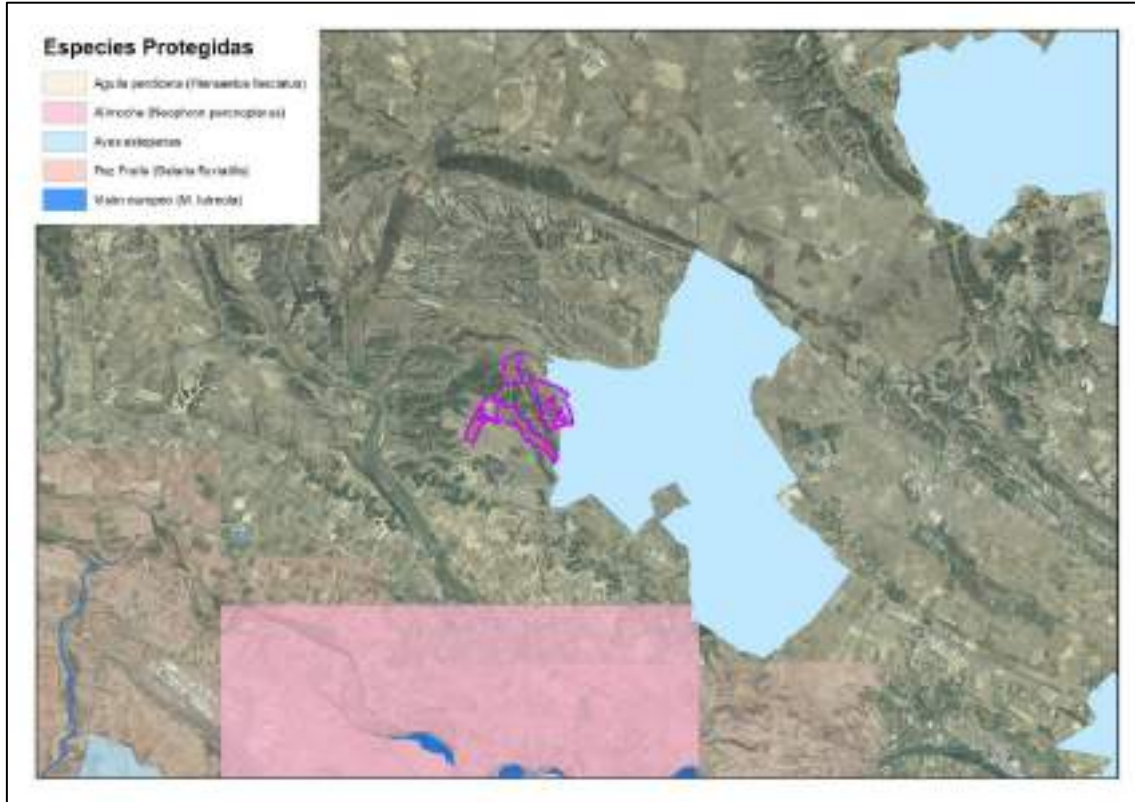 Especies Protegidas
Águila perdicera (Hieraaetus fasciatus)
Alimoche (Neophron percnopterus)
Aves esteparias
Pez Fraile (Salaria fluviatilis)
Visón europeo (M. lutreola)